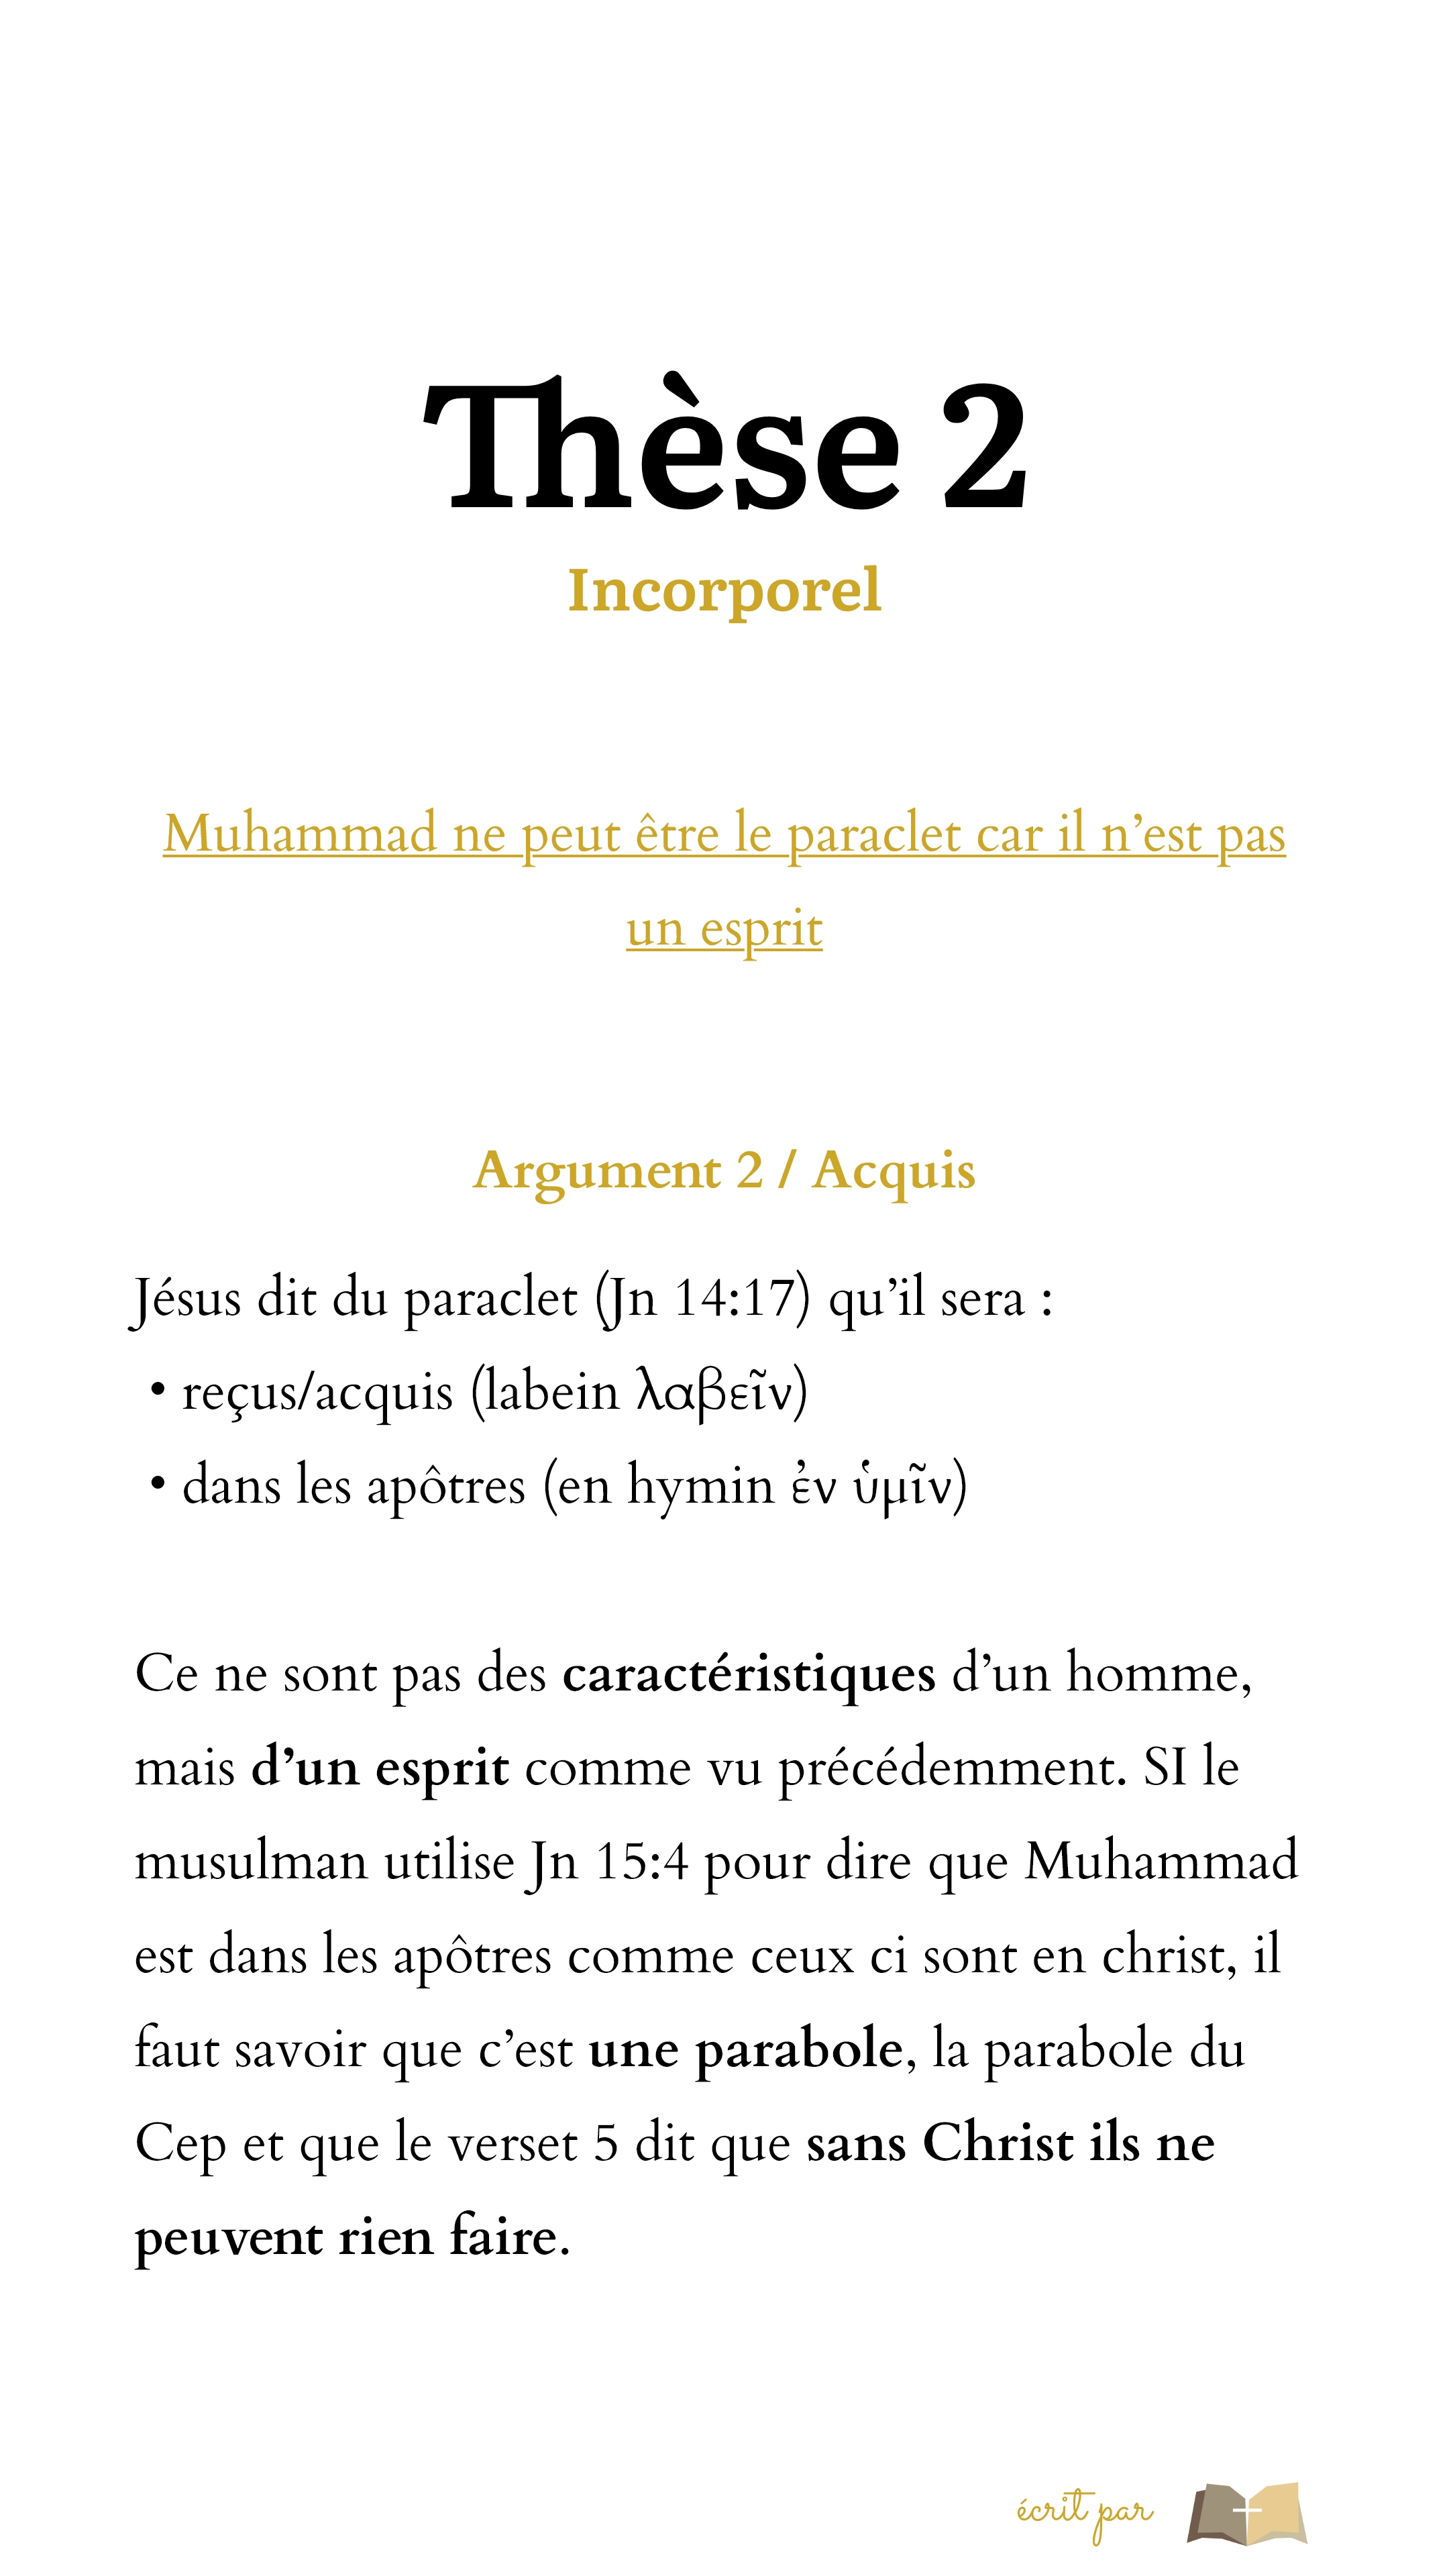 Thèse 2
Incorporel
Muhammad ne peut être le paraclet car il n’est pas
un esprit
Argument 2 / Acquis
Jésus dit du paraclet (Jn 14:17) qu’il sera :
• reçus/acquis (labein λαβεῖν)
• dans les apôtres (en hymin ἐν ὑμῖν)
Ce ne sont pas des caractéristiques d’un homme,
mais d’un esprit comme vu précédemment. SI le
musulman utilise Jn 15:4 pour dire que Muhammad
est dans les apôtres comme ceux ci sont en christ, il
faut savoir que c’est une parabole, la parabole du
Cep et que le verset 5 dit que sans Christ ils ne
peuvent rien faire.
écrit par